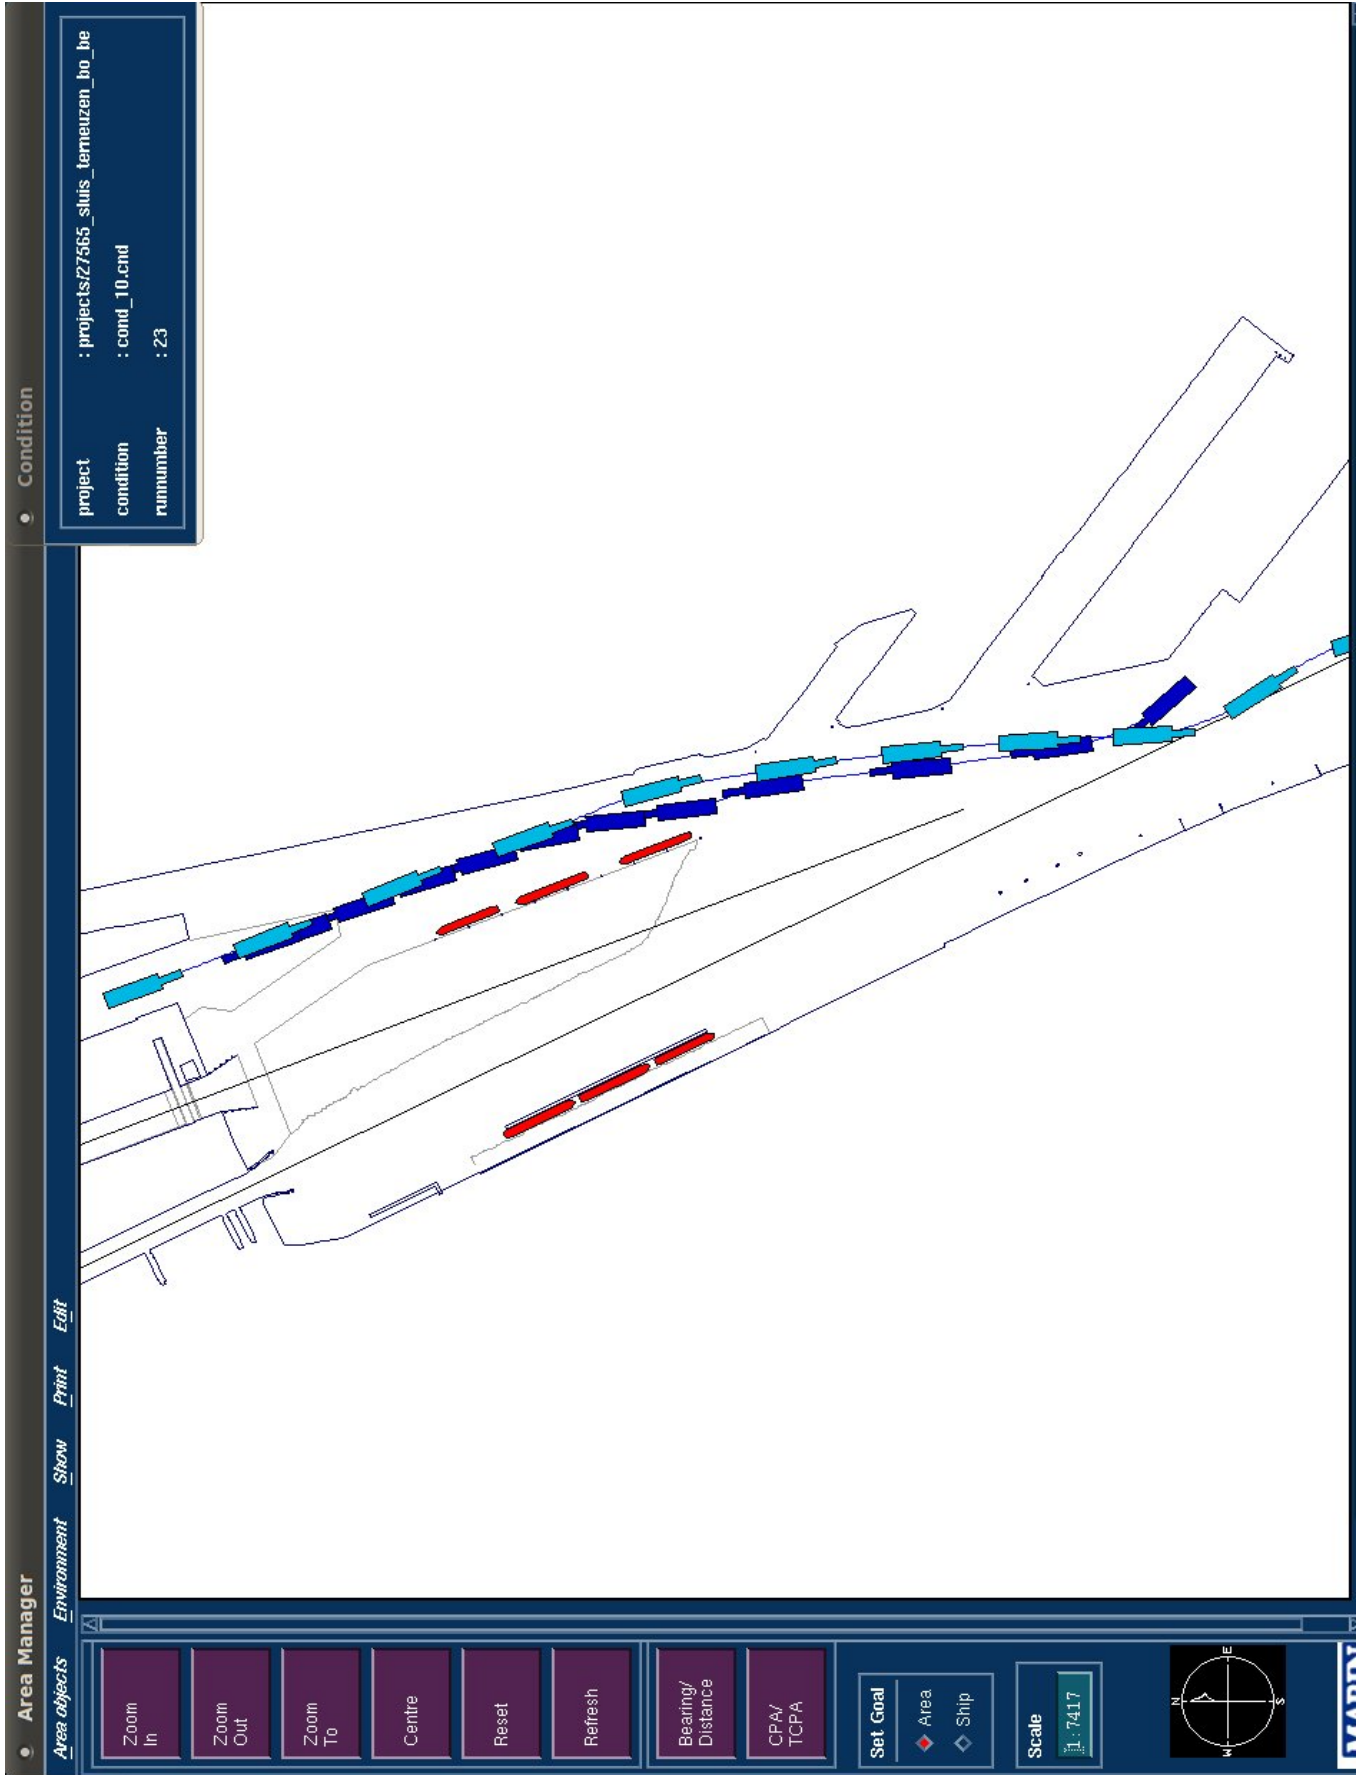 Area Manager
Condition
Area objects Environment Show Print Edit
project : projects/27565_sluis_terneuzen_bo_be
condition : cond_10.cnd
runnumber : 23
Zoom
In
Zoom
Out
Zoom
To
Centre
Reset
Refresh
Bearing/
Distance
CPA/
TCPA
Set Goal
Area
Ship
Scale
1:7417
N
W E
S